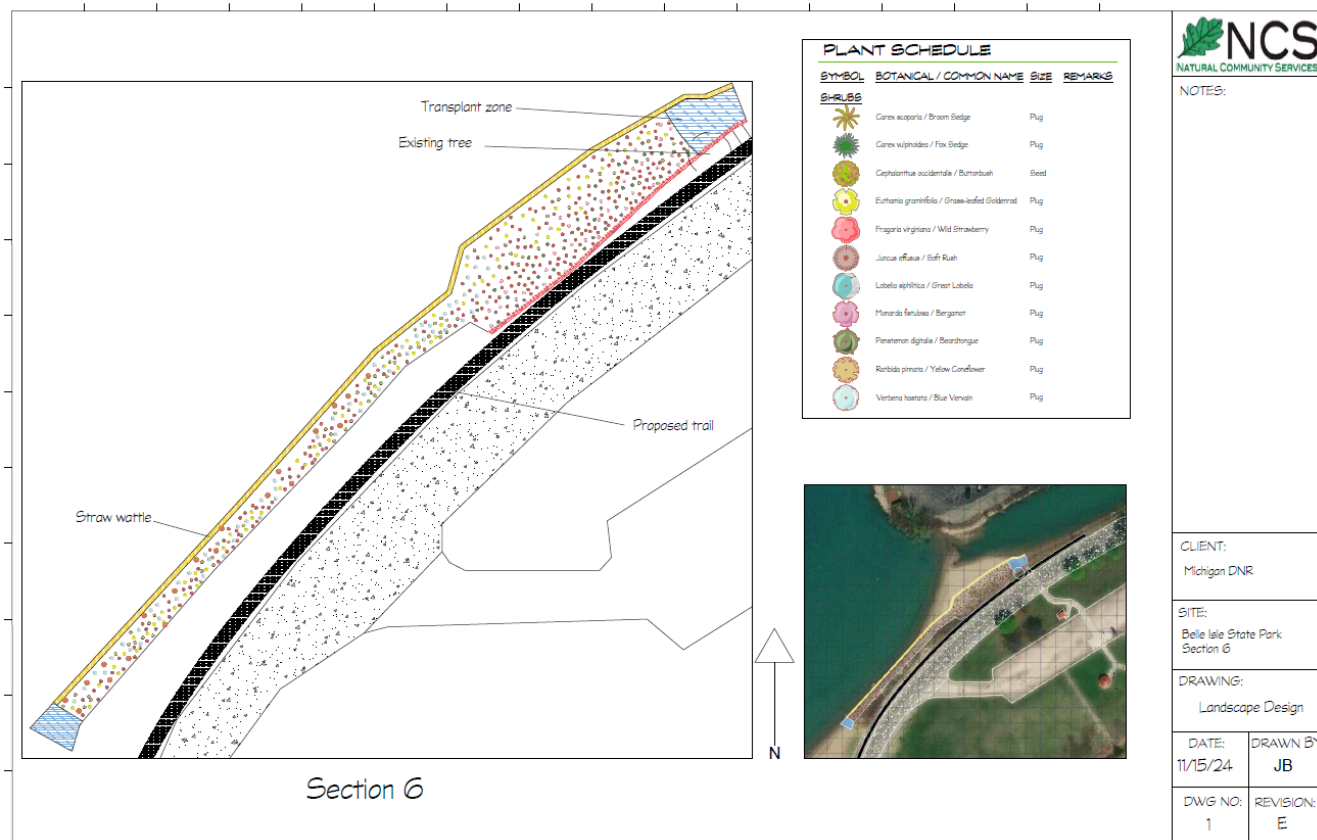 Transplant zone
Existing tree
Proposed trail
Straw wattle
Section 6
N
PLANT SCHEDULE
SYMBOL BOTANICAL / COMMON NAME SIZE REMARKS
SHRUBS
Carex scoparia / Broom Sedge Plug
Carex vulpinoidea / Fox Sedge Plug
Cephalanthus occidentalis / Buttonbush Seed
Euthamia graminifolia / Grass-leafed Goldenrod Plug
Fragaria virginiana / Wild Strawberry Plug
Juncus effusus / Soft Rush Plug
Lobelia siphilitica / Great Lobelia Plug
Monarda fistulosa / Bergamot Plug
Penstemon digitalis / Beardtongue Plug
Ratibida pinnata / Yellow Coneflower Plug
Verbena hastata / Blue Vervain Plug
NCS
NATURAL COMMUNITY SERVICES
NOTES:
CLIENT:
Michigan DNR
SITE:
Belle Isle State Park
Section 6
DRAWING:
Landscape Design
DATE: DRAWN BY
11/15/24 JB
DWG NO: REVISION:
1 E